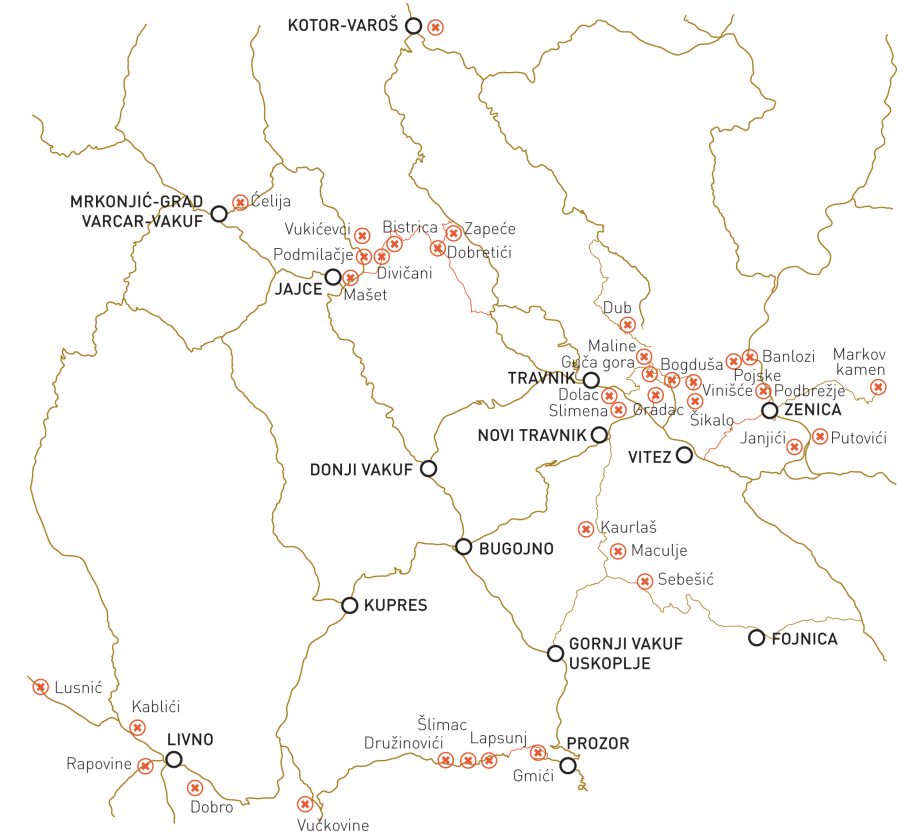 KOTOR-VAROŠ
MRKONJIĆ-GRAD
VARCAR-VAKUF
Ćelija
Vukićevci
Bistrica
Zapeće
Podmilačje
Dobretići
Divičani
JAJCE
Mašet
Dub
Maline
Guča gora
Bogduša
Banlozi
Markov
kamen
Pojske
TRAVNIK
Vinišće
Podbrežje
Dolac
Slimena
Gradac
ZENICA
Šikalo
NOVI TRAVNIK
Janjići
Putovići
VITEZ
DONJI VAKUF
Kaurlaš
BUGOJNO
Maculje
Sebešić
KUPRES
FOJNICA
GORNJI VAKUF
USKOPLJE
Lusnić
Kablići
Šlimac
LIVNO
Družinovići
Lapsunj
PROZOR
Rapovine
Gmići
Dobro
Vučkovine